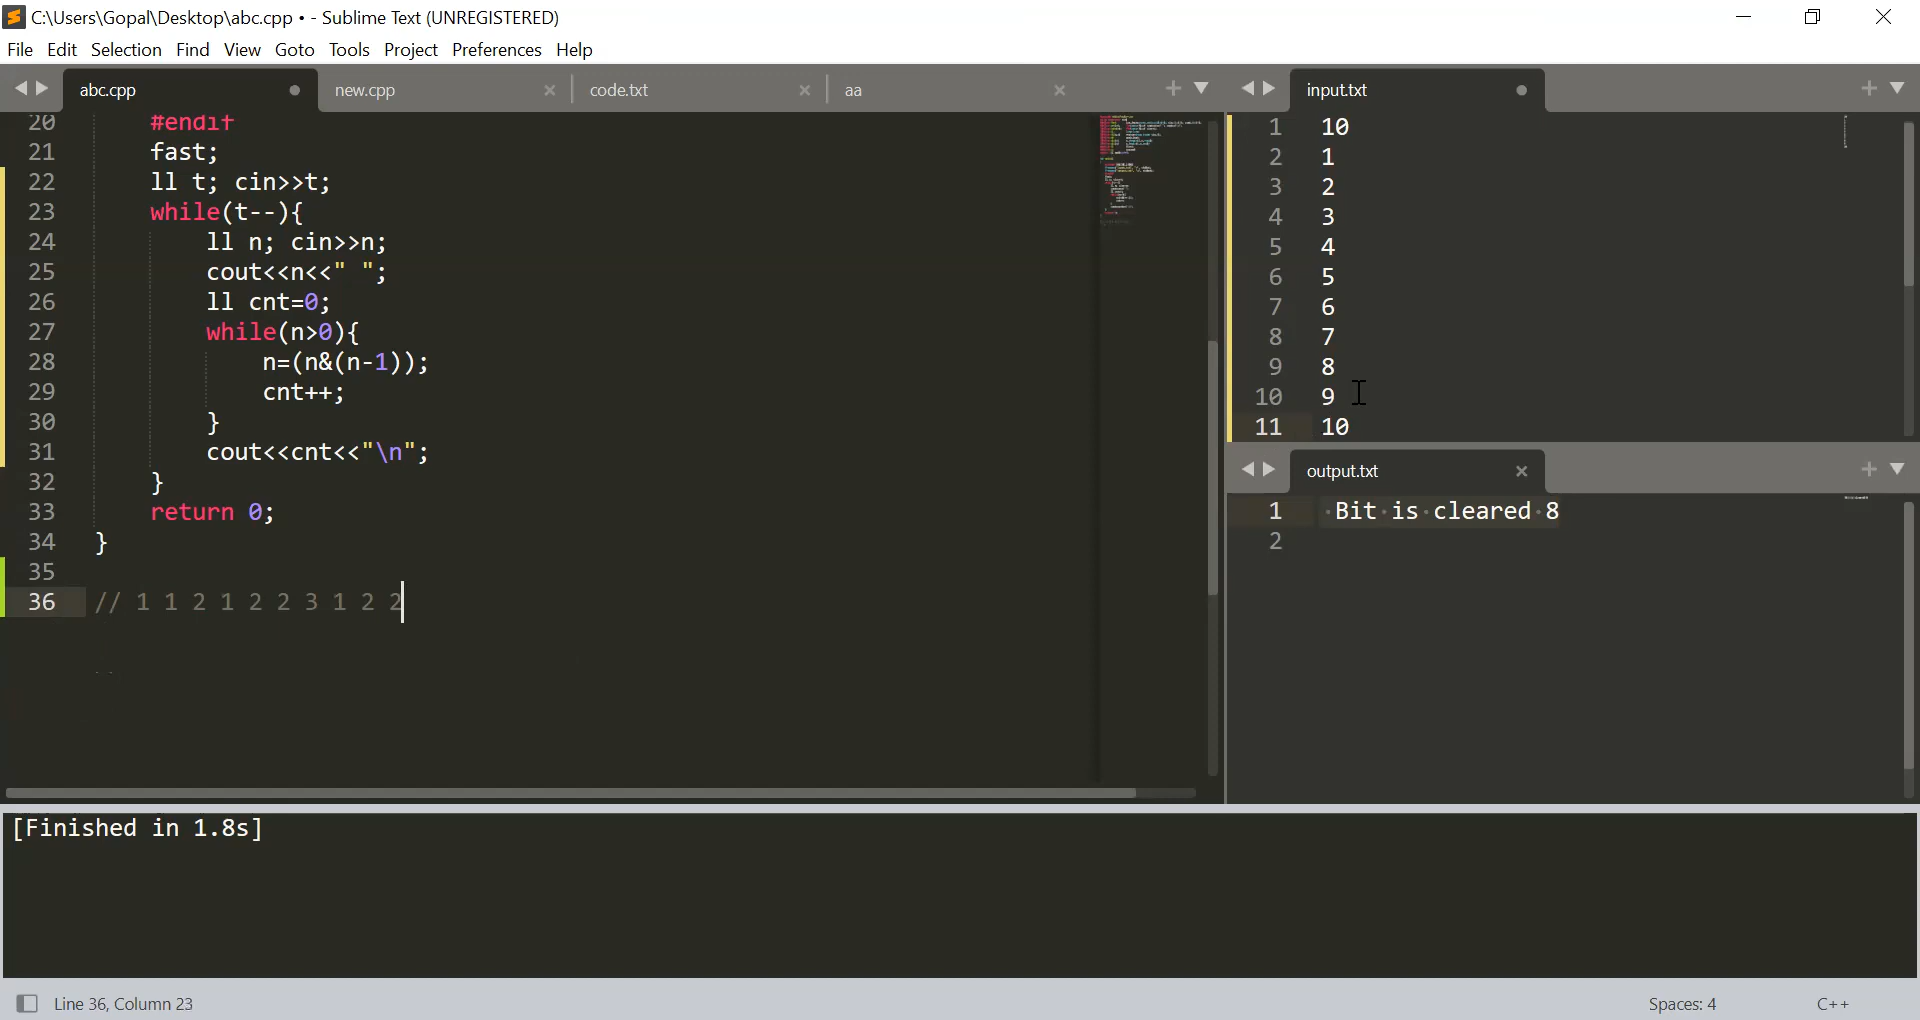 C:\Users\Gopal\Desktop\abc.cpp • - Sublime Text (UNREGISTERED)
File Edit Selection Find View Goto Tools Project Preferences Help
abc.cpp new.cpp code.txt aa
20 #endif
21 fast;
22 ll t; cin>>t;
23 while(t--){
24 ll n; cin>>n;
25 cout<<n<<" ";
26 ll cnt=0;
27 while(n>0){
28 n=(n&(n-1));
29 cnt++;
30 }
31 cout<<cnt<<"\n";
32 }
33 return 0;
34 }
35
36 // 1 1 2 1 2 2 3 1 2 2
input.txt
1 10
2 1
3 2
4 3
5 4
6 5
7 6
8 7
9 8
10 9
11 10
output.txt
1 Bit is cleared 8
2
[Finished in 1.8s]
Line 36, Column 23 Spaces: 4 C++